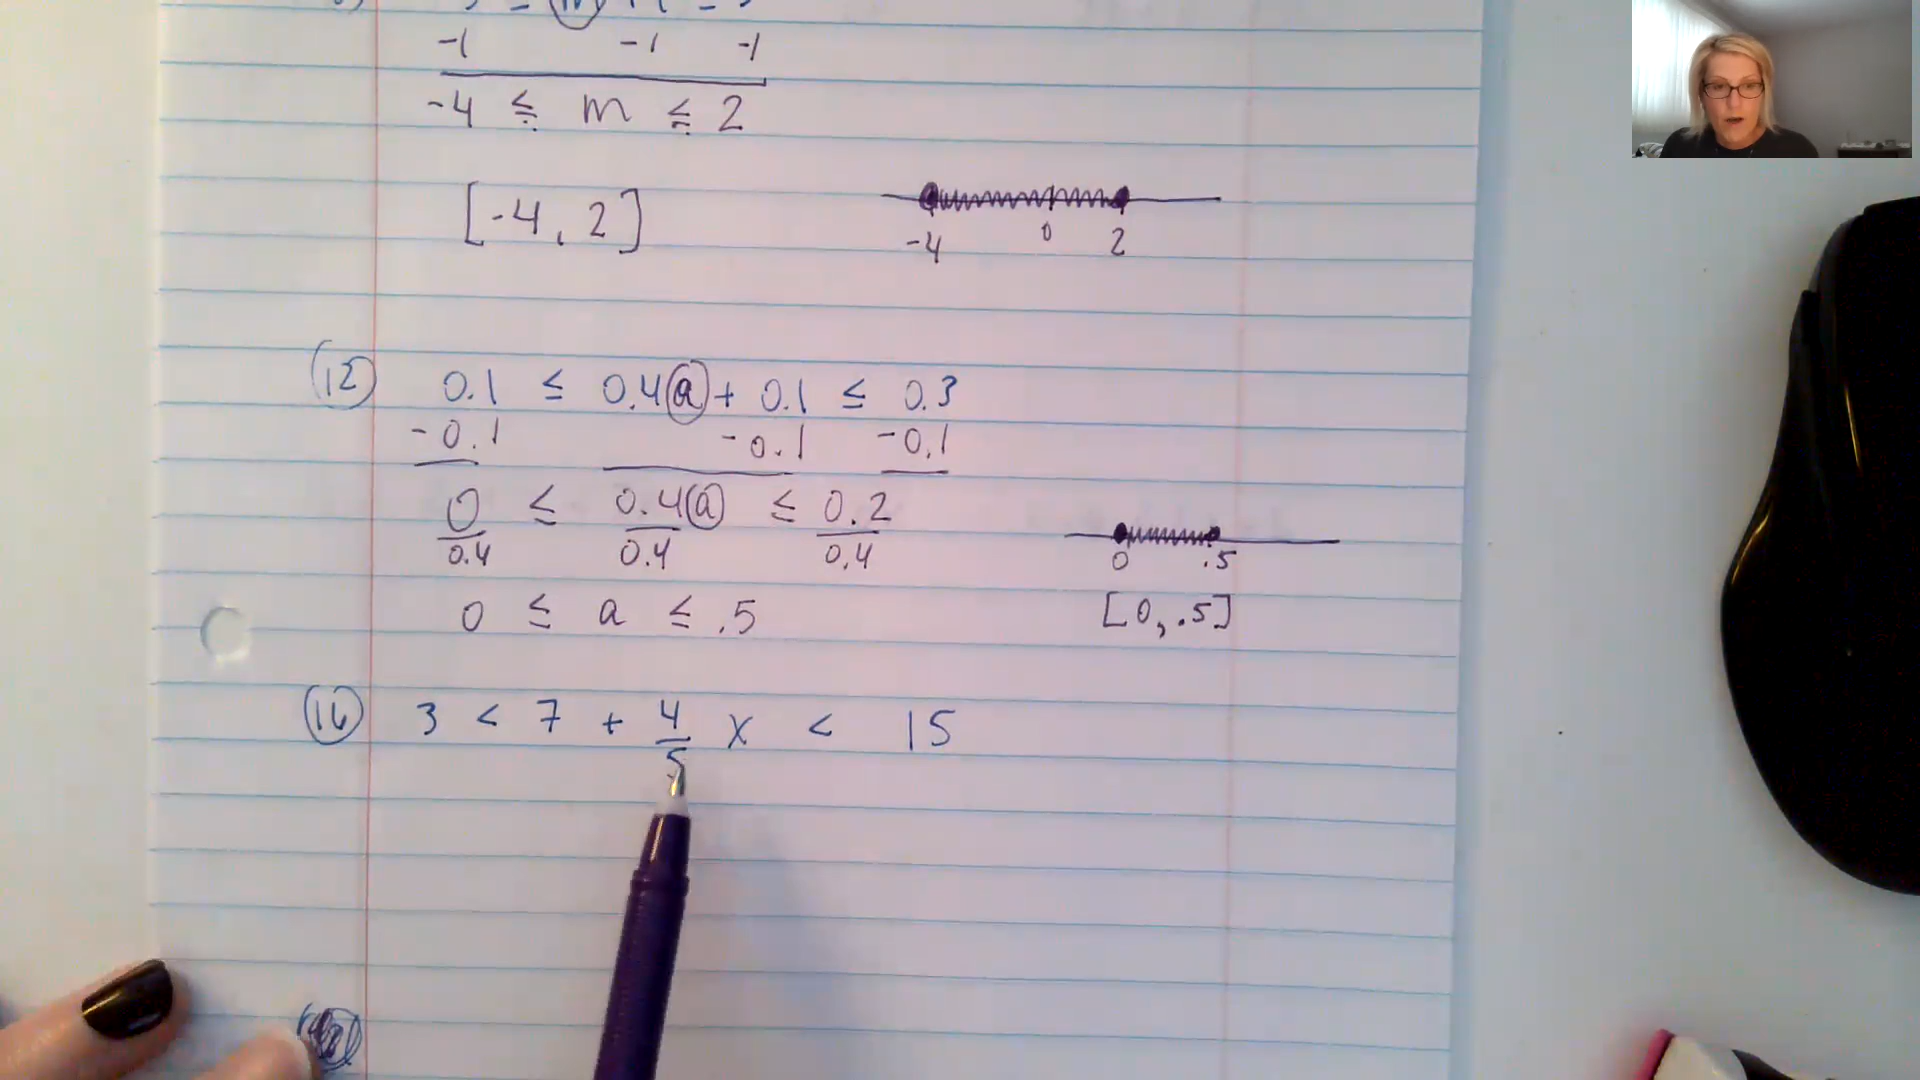 -1 -1 -1
-4 ≤ m ≤ 2
[-4, 2]
-4 0 2
(12) 0.1 ≤ 0.4a + 0.1 ≤ 0.3
-0.1 -0.1 -0.1
0 ≤ 0.4a ≤ 0.2
0.4 0.4 0.4
0 .5
0 ≤ a ≤ .5
[0, .5]
(16) 3 < 7 + 4/5 x < 15